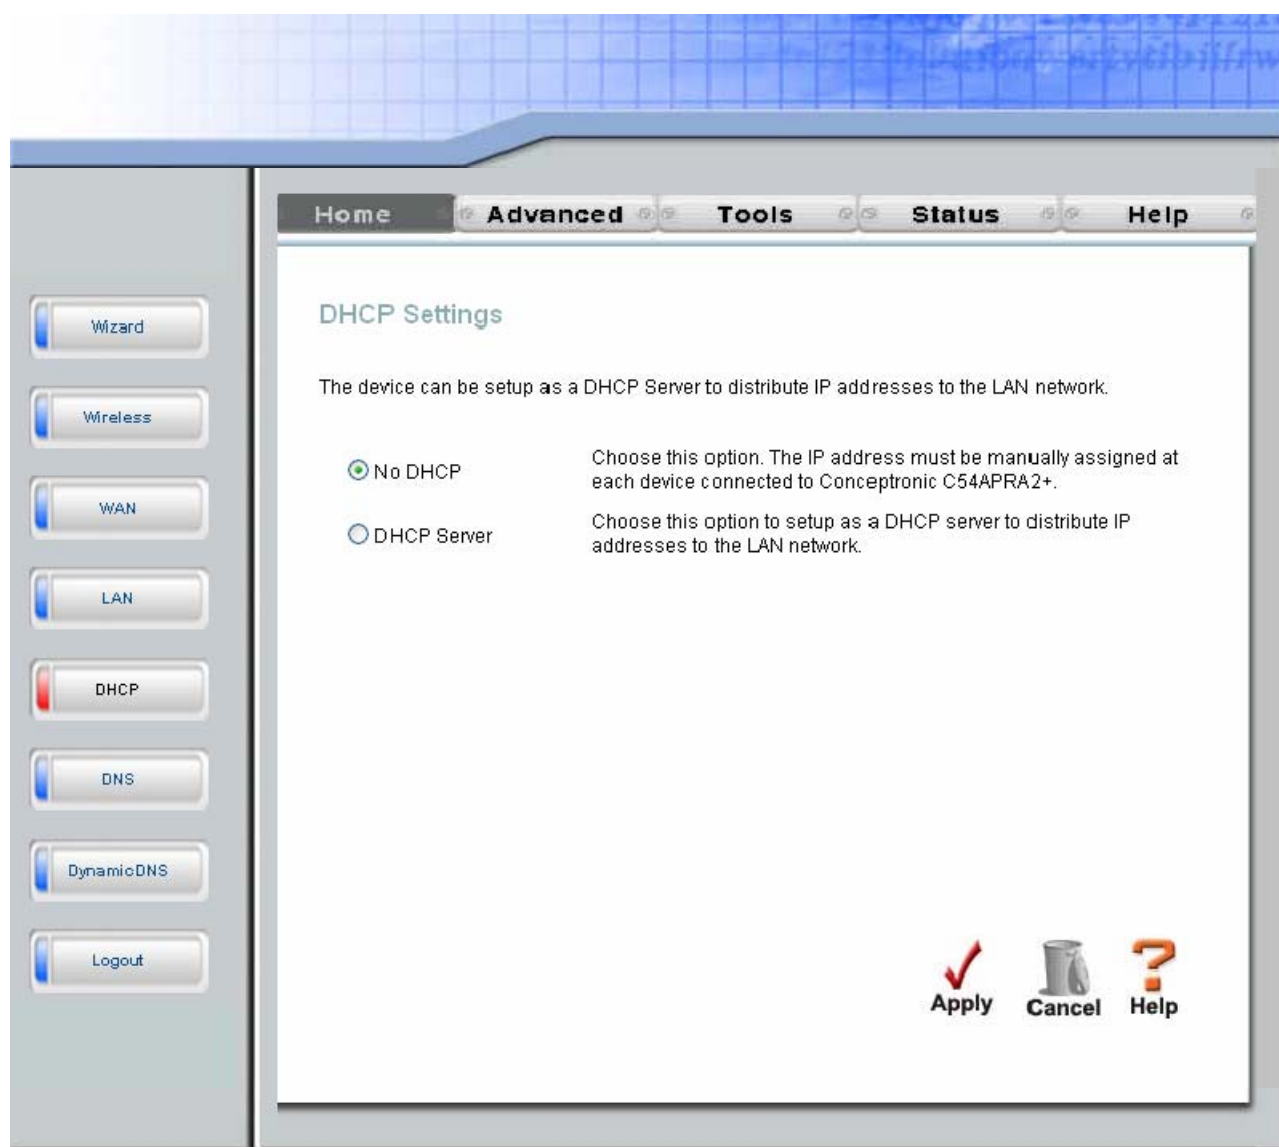 Home
Advanced
Tools
Status
Help
Wizard
Wireless
WAN
LAN
DHCP
DNS
DynamicDNS
Logout
DHCP Settings
The device can be setup as a DHCP Server to distribute IP addresses to the LAN network.
No DHCP
Choose this option. The IP address must be manually assigned at
each device connected to Conceptronic C54APRA2+.
DHCP Server
Choose this option to setup as a DHCP server to distribute IP
addresses to the LAN network.
Apply
Cancel
Help